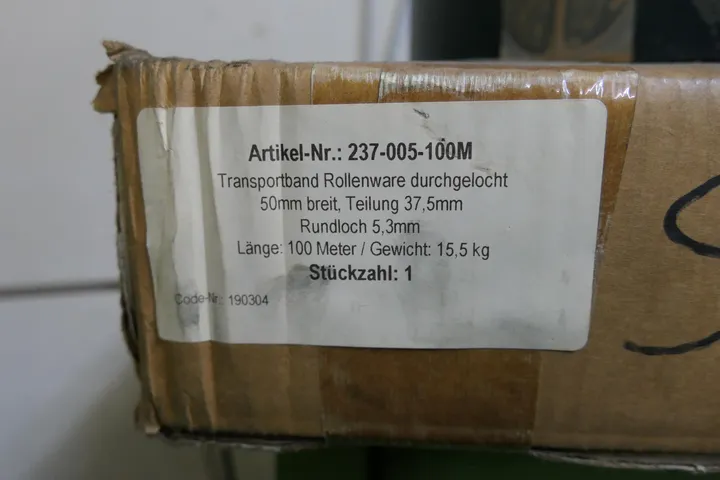 Artikel-Nr.: 237-005-100M
Transportband Rollenware durchgelocht
50mm breit, Teilung 37,5mm
Rundloch 5,3mm
Länge: 100 Meter / Gewicht: 15,5 kg
Stückzahl: 1
Code-Nr.: 190304